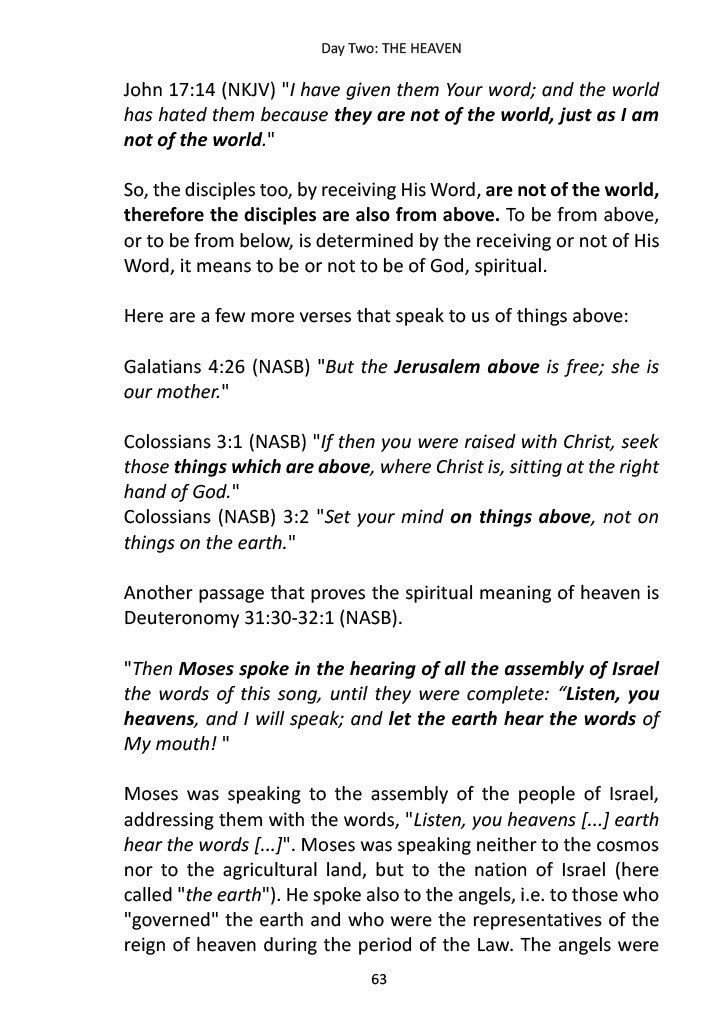 Day Two: THE HEAVEN
John 17:14 (NKJV) "I have given them Your word; and the world
has hated them because they are not of the world, just as I am
not of the world."
So, the disciples too, by receiving His Word, are not of the world,
therefore the disciples are also from above. To be from above,
or to be from below, is determined by the receiving or not of His
Word, it means to be or not to be of God, spiritual.
Here are a few more verses that speak to us of things above:
Galatians 4:26 (NASB) "But the Jerusalem above is free; she is
our mother."
Colossians 3:1 (NASB) "If then you were raised with Christ, seek
those things which are above, where Christ is, sitting at the right
hand of God."
Colossians (NASB) 3:2 "Set your mind on things above, not on
things on the earth."
Another passage that proves the spiritual meaning of heaven is
Deuteronomy 31:30-32:1 (NASB).
"Then Moses spoke in the hearing of all the assembly of Israel
the words of this song, until they were complete: “Listen, you
heavens, and I will speak; and let the earth hear the words of
My mouth! "
Moses was speaking to the assembly of the people of Israel,
addressing them with the words, "Listen, you heavens [...] earth
hear the words [...]". Moses was speaking neither to the cosmos
nor to the agricultural land, but to the nation of Israel (here
called "the earth"). He spoke also to the angels, i.e. to those who
"governed" the earth and who were the representatives of the
reign of heaven during the period of the Law. The angels were
63